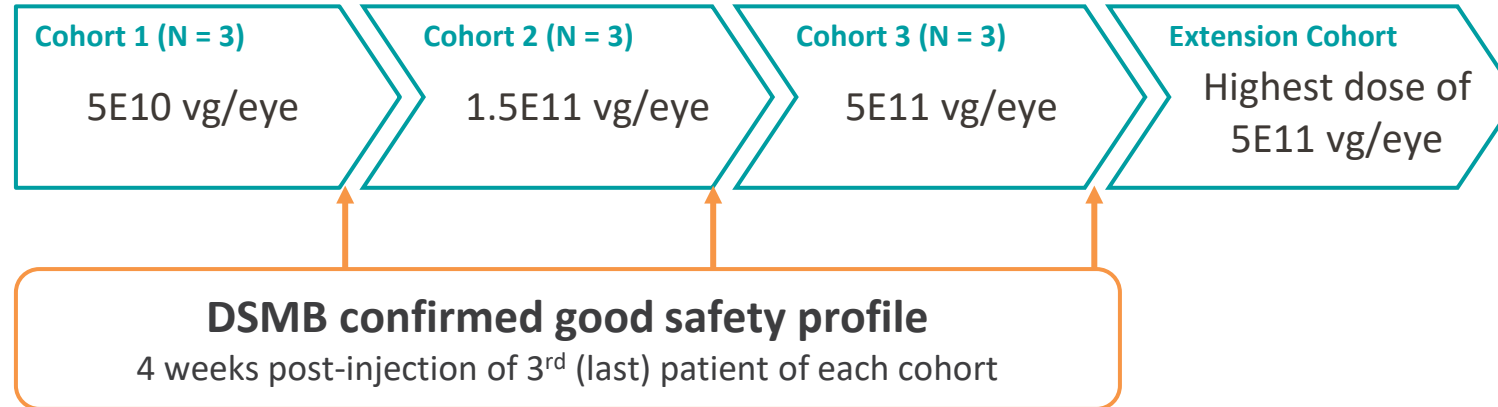 Cohort 1 (N = 3)
5E10 vg/eye
Cohort 2 (N = 3)
1.5E11 vg/eye
Cohort 3 (N = 3)
5E11 vg/eye
Extension Cohort
Highest dose of
5E11 vg/eye
DSMB confirmed good safety profile
4 weeks post-injection of 3rd (last) patient of each cohort